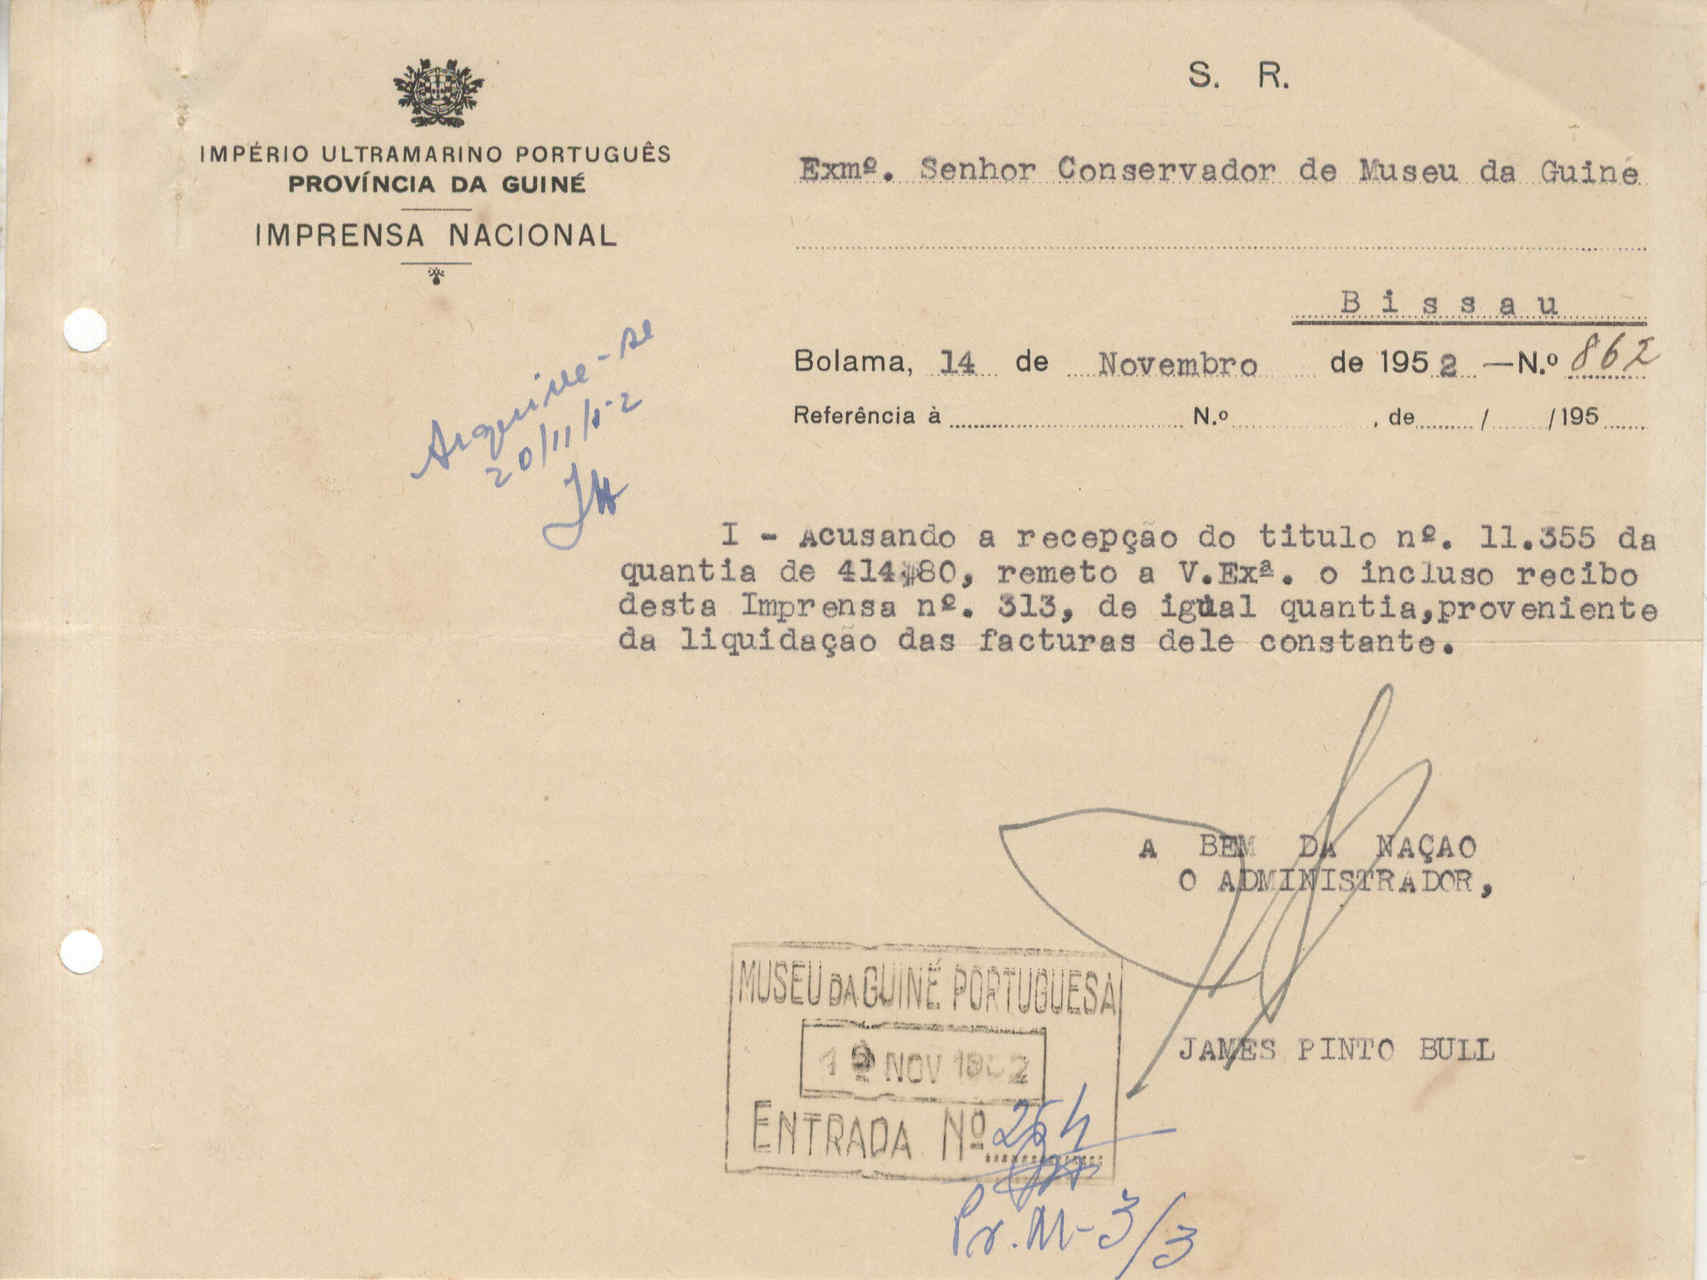 IMPÉRIO ULTRAMARINO PORTUGUÊS
PROVÍNCIA DA GUINÉ
IMPRENSA NACIONAL
S. R.
Exmº. Senhor Conservador de Museu da Guiné
Bissau
Bolama, 14 de Novembro de 1952 —N.º 862
Referência à N.º , de / /195
Arquive-se
20/11/52
I - Acusando a recepção do titulo nº. 11.355 da
quantia de 414$80, remeto a V.Exª. o incluso recibo
desta Imprensa nº. 313, de igual quantia,proveniente
da liquidação das facturas dele constante.
A BEM DA NAÇAO
O ADMINISTRADOR,
JAMES PINTO BULL
MUSEU DA GUINÉ PORTUGUESA
19 NOV 1952
ENTRADA Nº 254
Pr. M-3/3